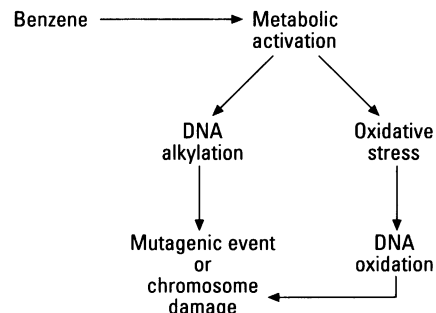 Benzene
Metabolic
activation
DNA
alkylation
Oxidative
stress
Mutagenic event
or
chromosome
damage
DNA
oxidation